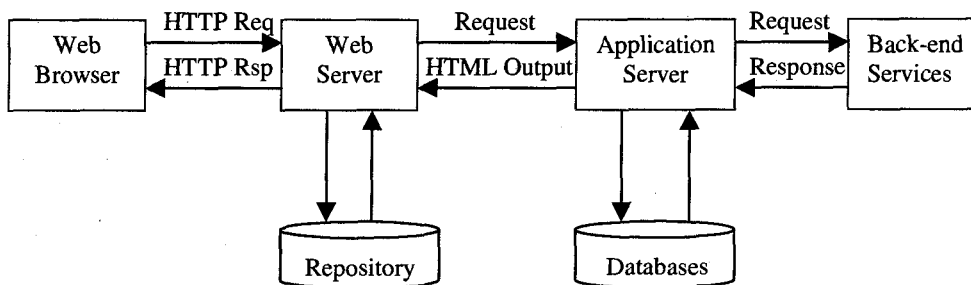 Web
Browser
HTTP Req
HTTP Rsp
Web
Server
Request
HTML Output
Application
Server
Request
Response
Back-end
Services
Repository
Databases